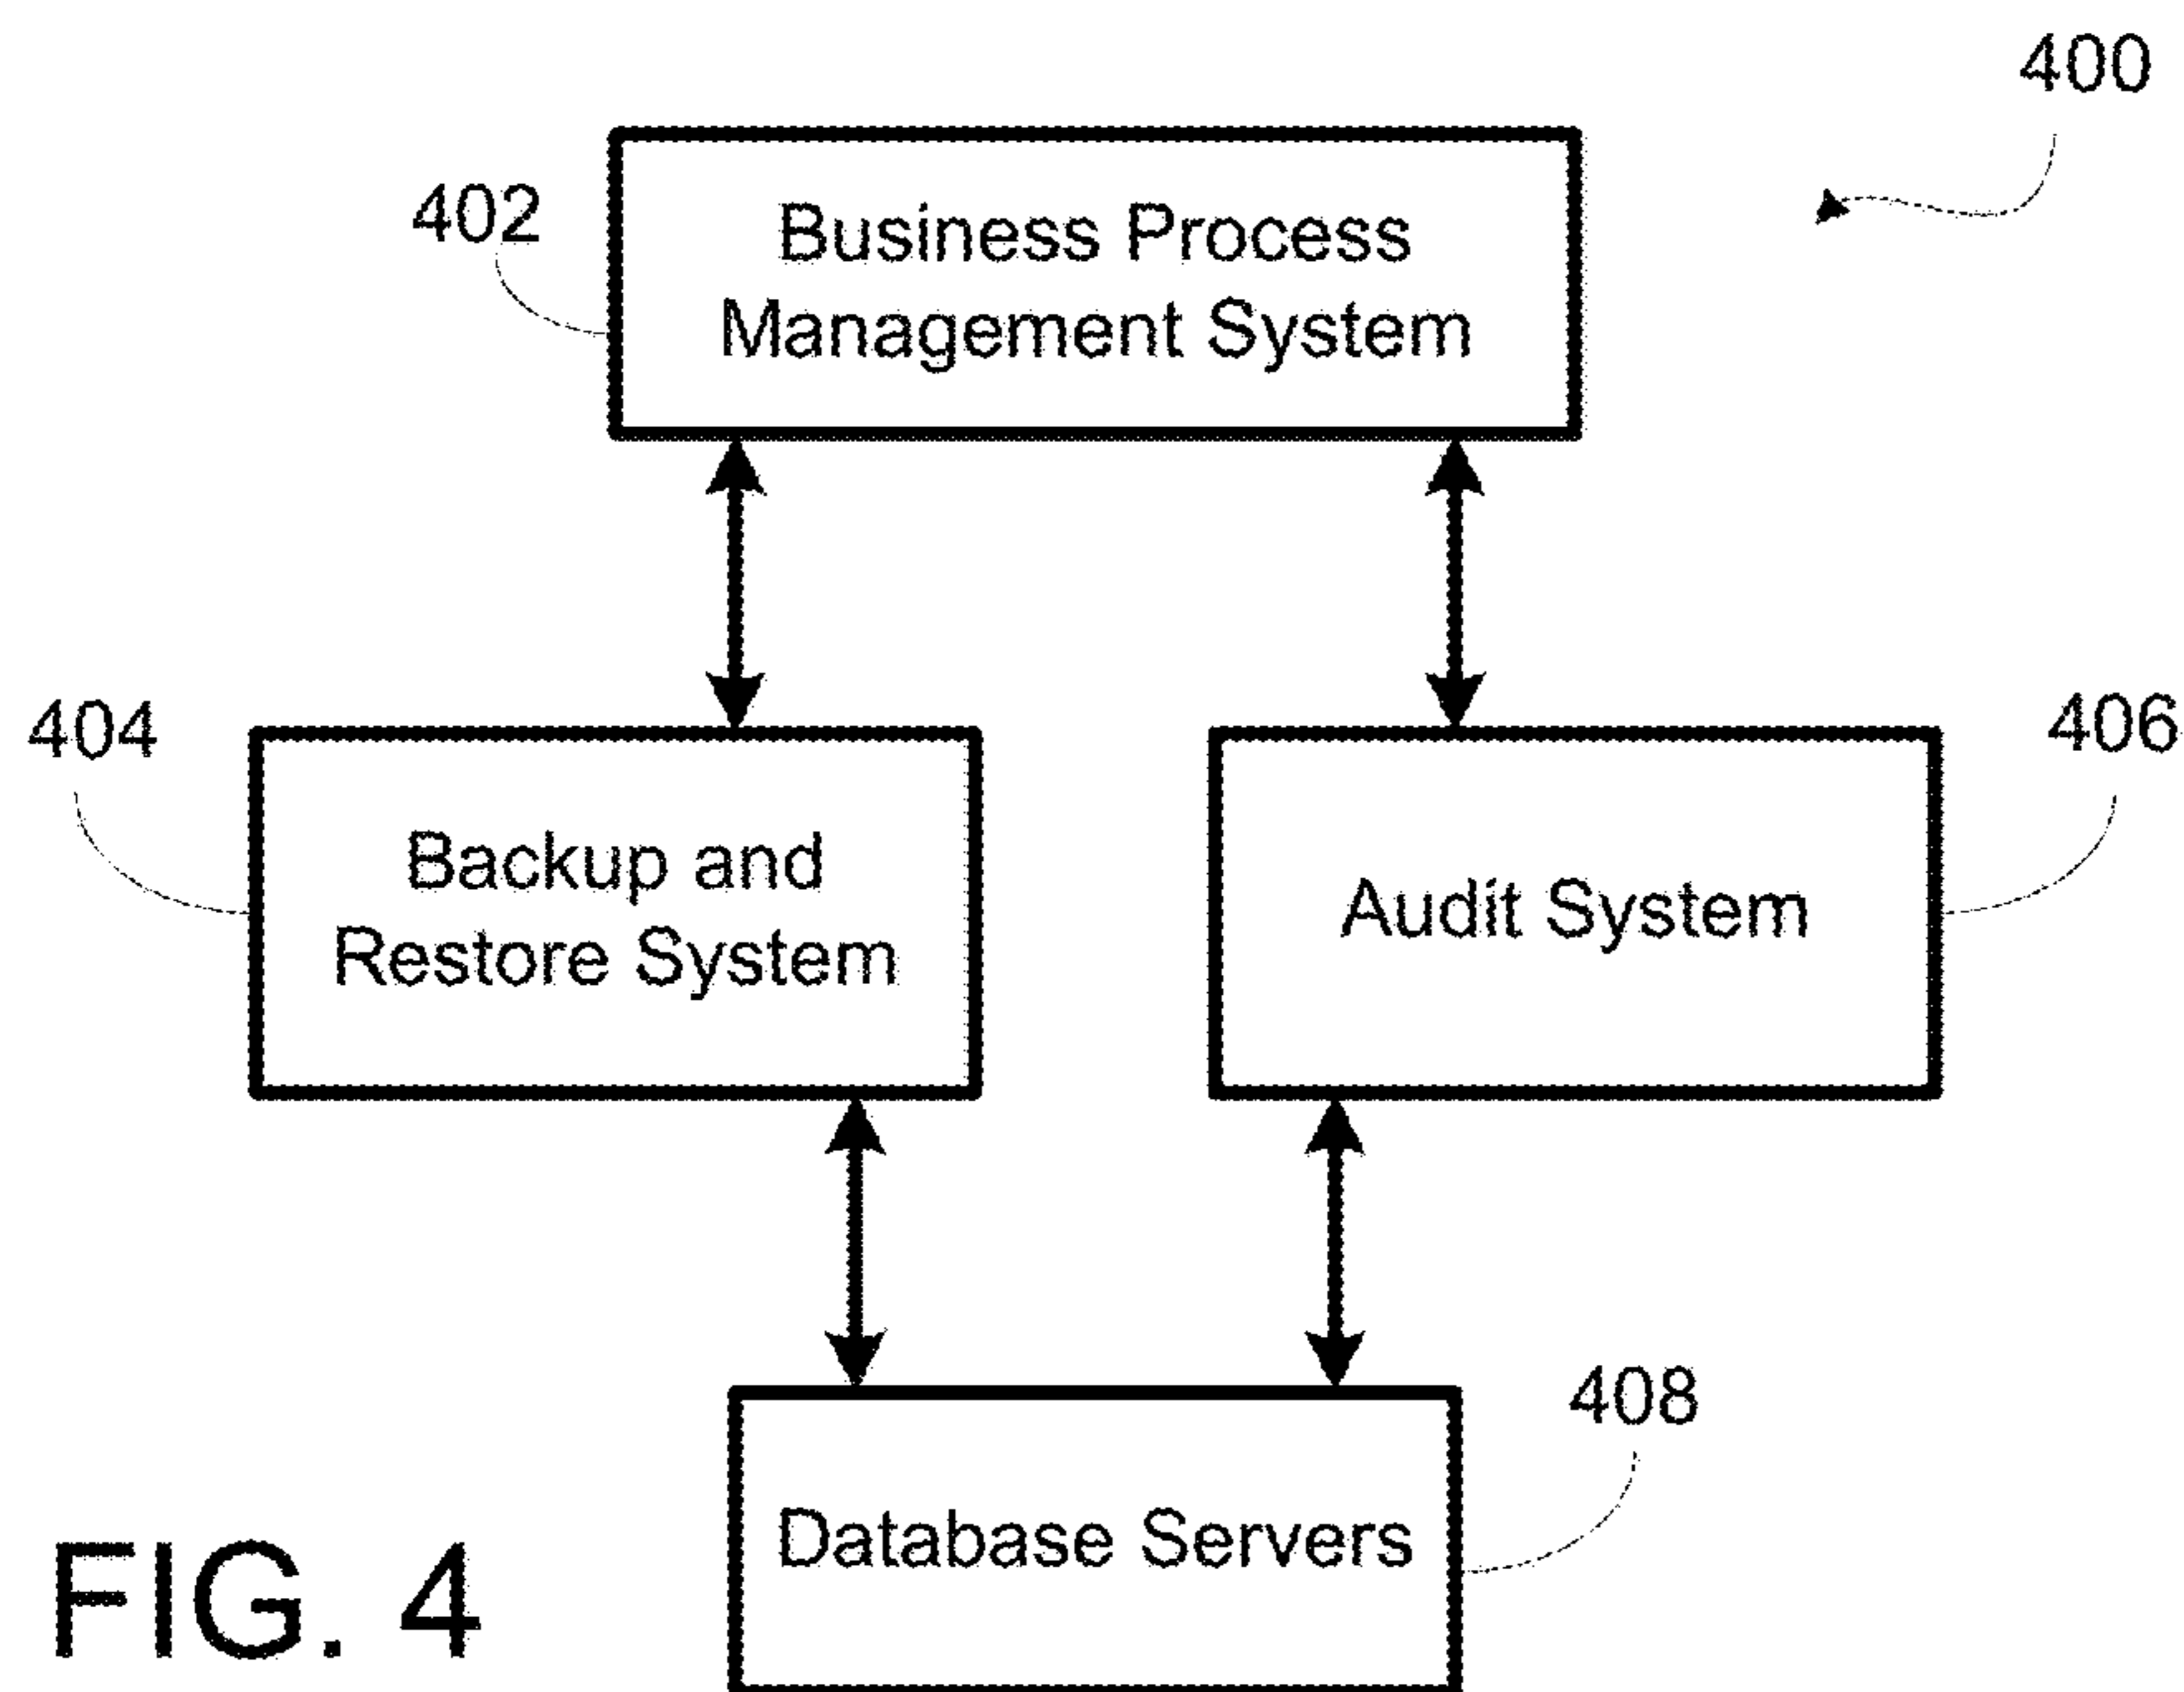 400
402
Business Process
Management System
404
406
Backup and
Restore System
Audit System
408
Database Servers
FIG. 4